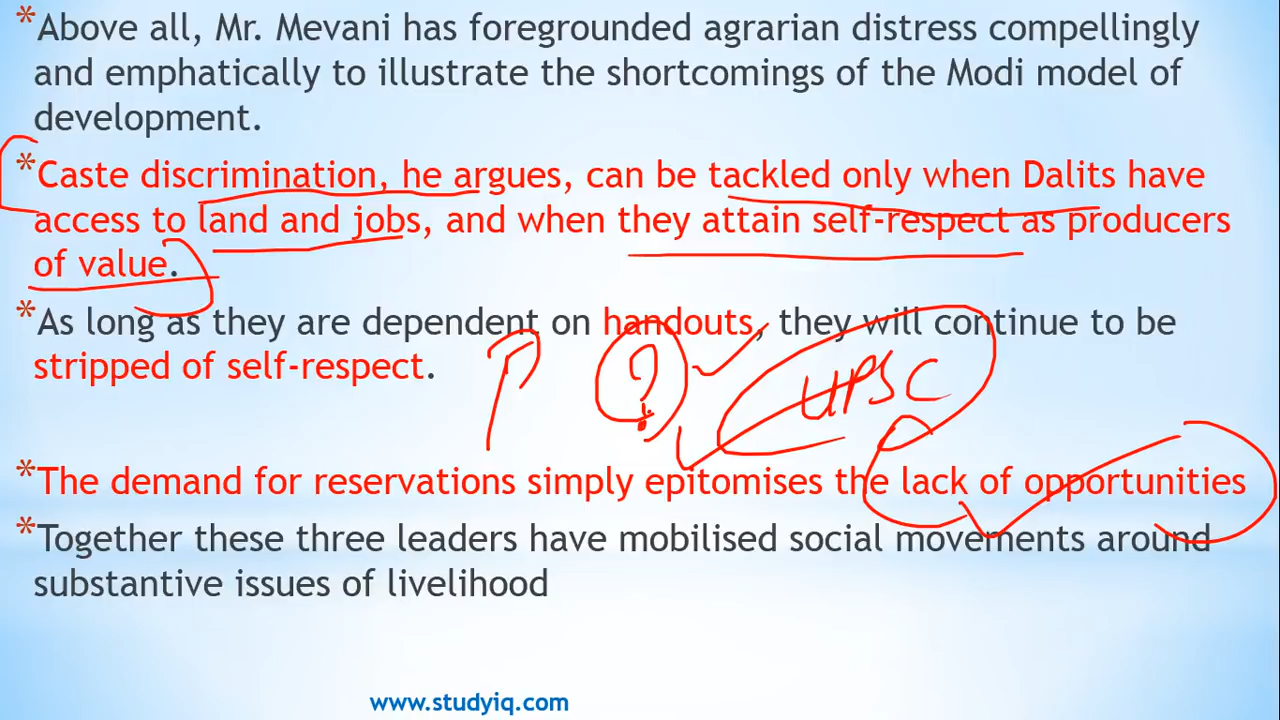 *Above all, Mr. Mevani has foregrounded agrarian distress compellingly
and emphatically to illustrate the shortcomings of the Modi model of
development.
*Caste discrimination, he argues, can be tackled only when Dalits have
access to land and jobs, and when they attain self-respect as producers
of value.
*As long as they are dependent on handouts, they will continue to be
stripped of self-respect.
?
UPSC
*The demand for reservations simply epitomises the lack of opportunities
*Together these three leaders have mobilised social movements around
substantive issues of livelihood
www.studyiq.com